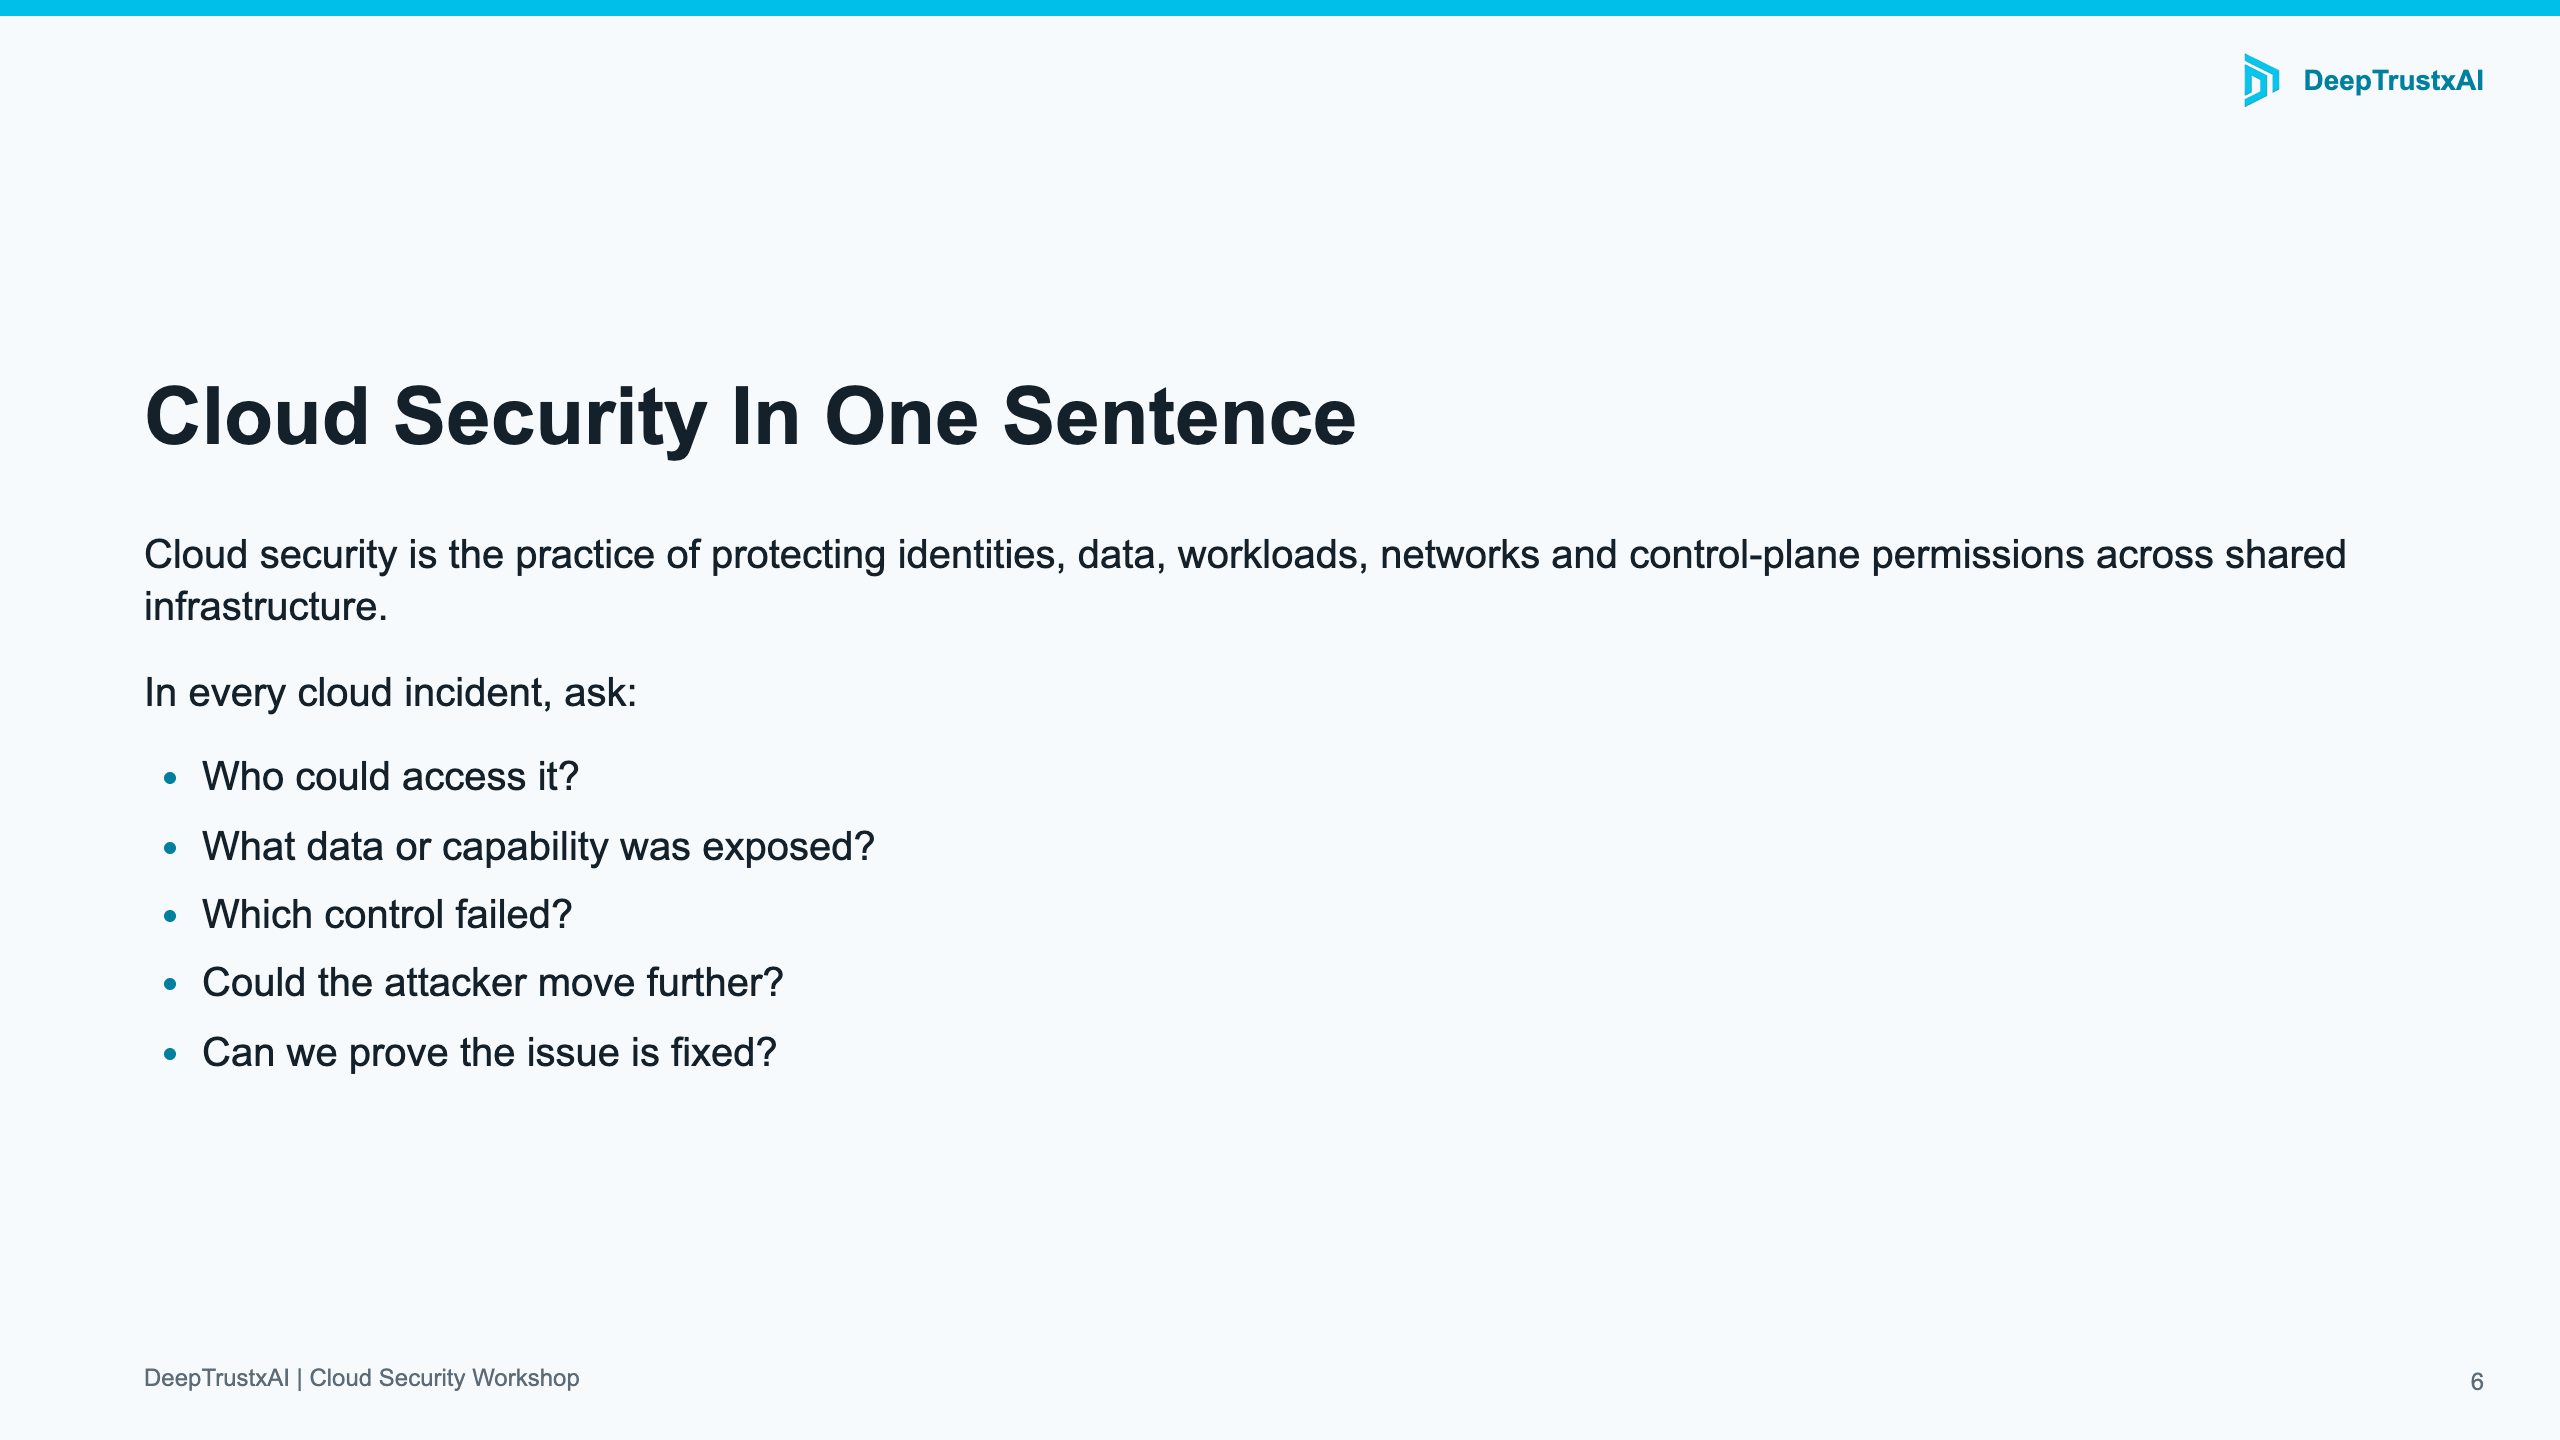 DeepTrustxAI
Cloud Security In One Sentence
Cloud security is the practice of protecting identities, data, workloads, networks and control-plane permissions across shared
infrastructure.
In every cloud incident, ask:
• Who could access it?
• What data or capability was exposed?
• Which control failed?
• Could the attacker move further?
• Can we prove the issue is fixed?
DeepTrustxAI | Cloud Security Workshop
6